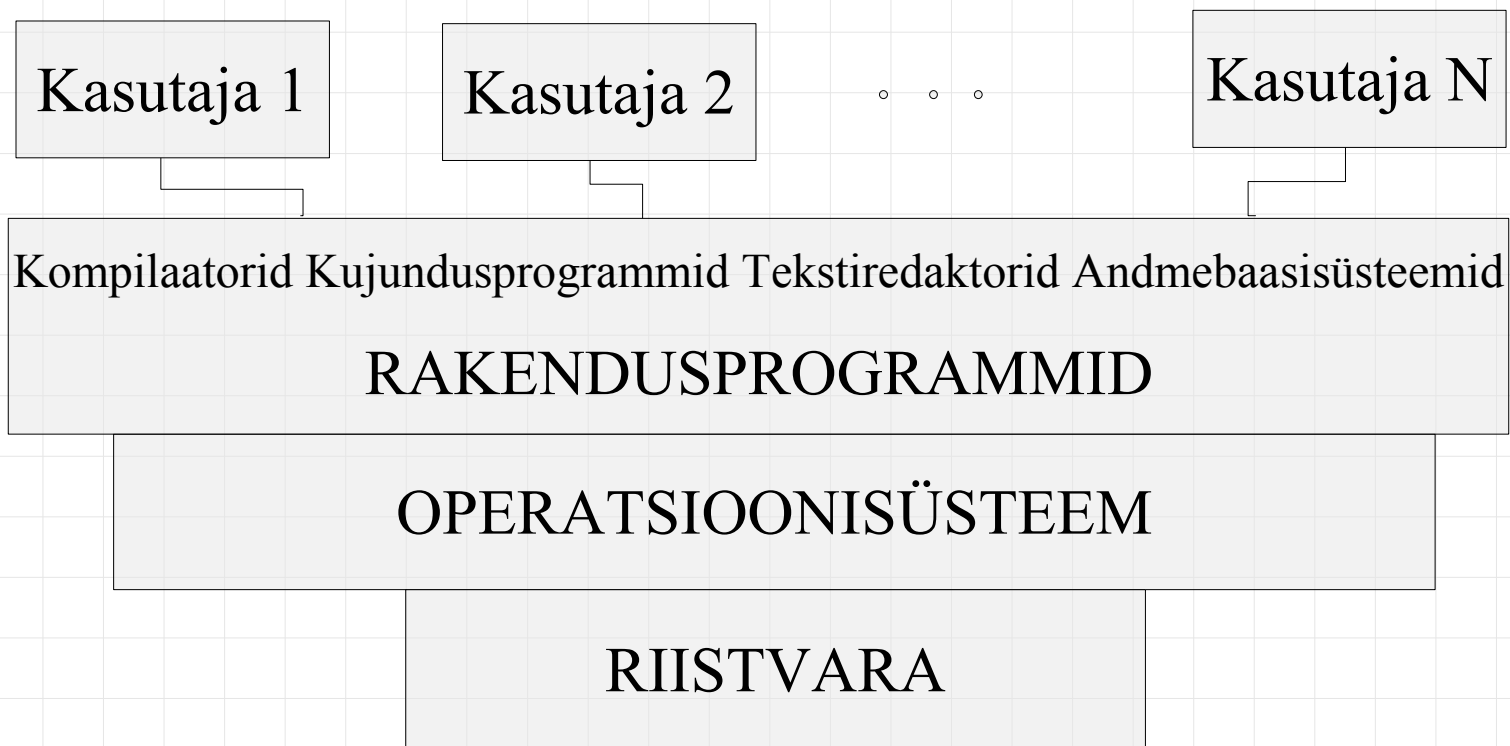 Kasutaja 1
Kasutaja 2
Kasutaja N
Kompilaatorid Kujundusprogrammid Tekstiredaktorid Andmebaasisüsteemid
RAKENDUSPROGRAMMID
OPERATSIOONISÜSTEEM
RIISTVARA